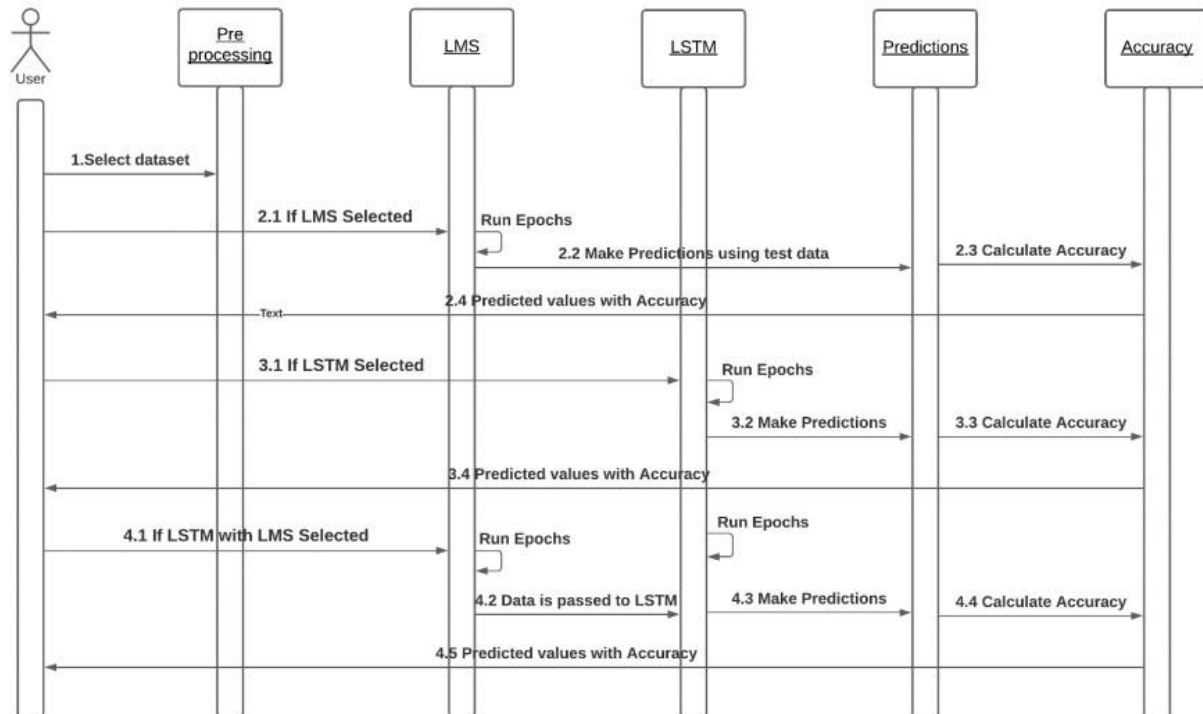 User
Pre
processing
LMS
LSTM
Predictions
Accuracy
1.Select dataset
2.1 If LMS Selected
Run Epochs
2.2 Make Predictions using test data
2.3 Calculate Accuracy
2.4 Predicted values with Accuracy
Text
3.1 If LSTM Selected
Run Epochs
3.2 Make Predictions
3.3 Calculate Accuracy
3.4 Predicted values with Accuracy
4.1 If LSTM with LMS Selected
Run Epochs
Run Epochs
4.2 Data is passed to LSTM
4.3 Make Predictions
4.4 Calculate Accuracy
4.5 Predicted values with Accuracy